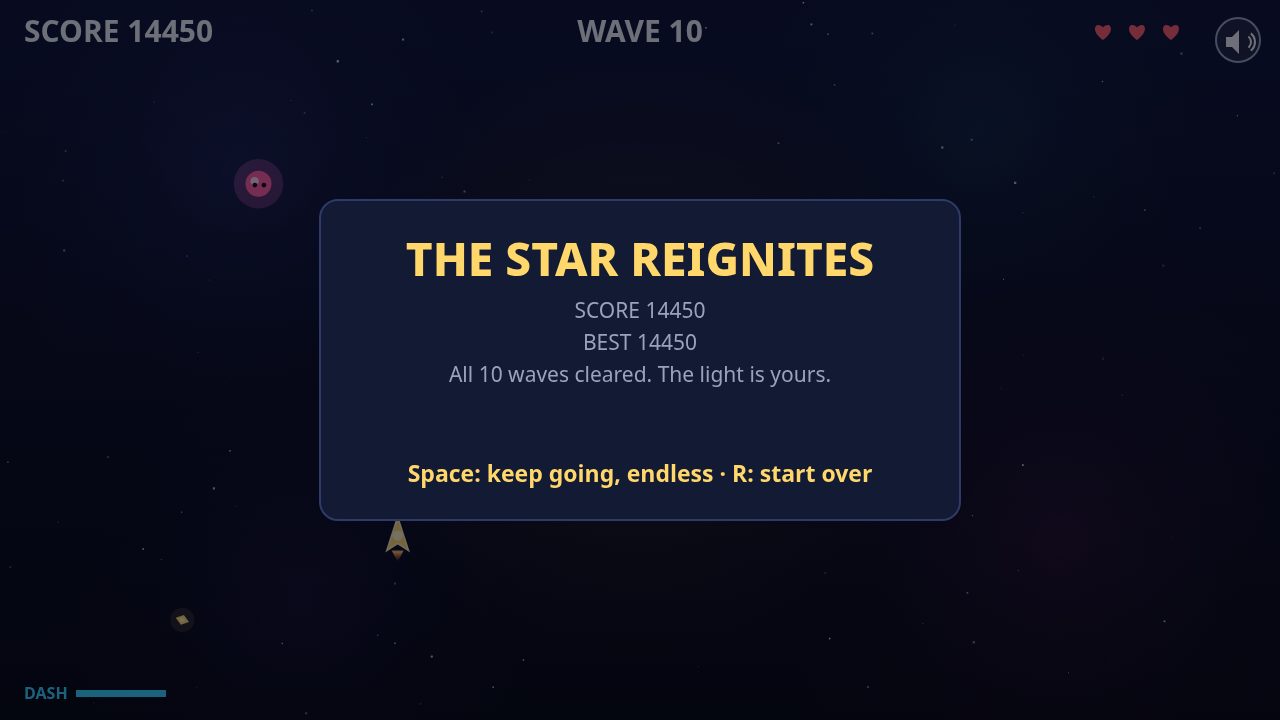 SCORE 14450
WAVE 10
THE STAR REIGNITES
SCORE 14450
BEST 14450
All 10 waves cleared. The light is yours.
Space: keep going, endless · R: start over
DASH